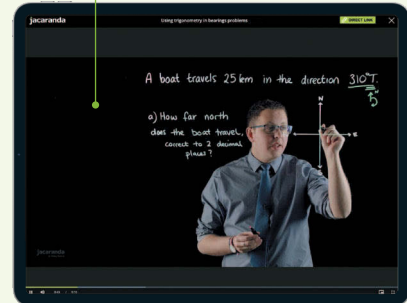 jacaranda
Using trigonometry in bearings problems
DIRECT LINK
A boat travels 25 km in the direction 310°T.
N
a) How far north
does the boat travel,
correct to 2 decimal
places?
E
jacaranda